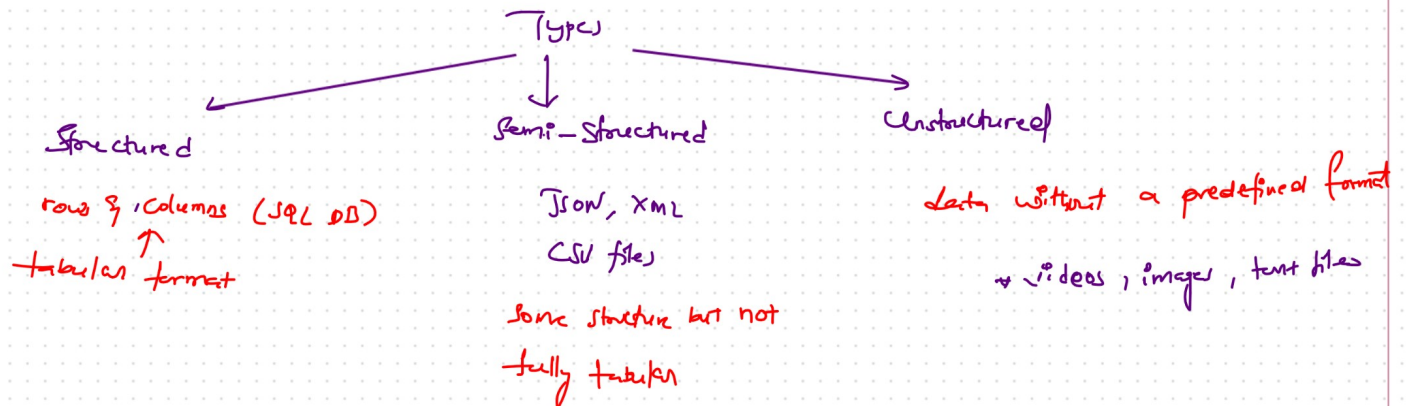 Types
Structured
rows & columns (SQL DB)
tabular format
Semi-Structured
JSON, XML
CSV files
Some structure but not
fully tabular
Unstructured
data without a predefined format
* videos, images, text files